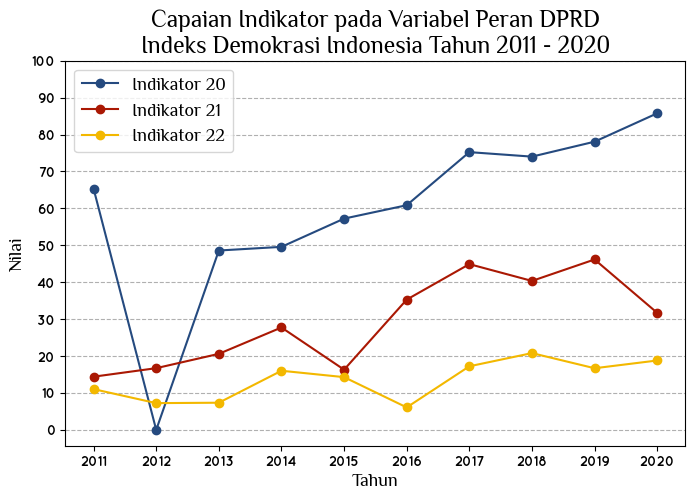 Capaian Indikator pada Variabel Peran DPRD
Indeks Demokrasi Indonesia Tahun 2011 - 2020
Indikator 20
Indikator 21
Indikator 22
Nilai
100
90
80
70
60
50
40
30
20
10
0
2011 2012 2013 2014 2015 2016 2017 2018 2019 2020
Tahun